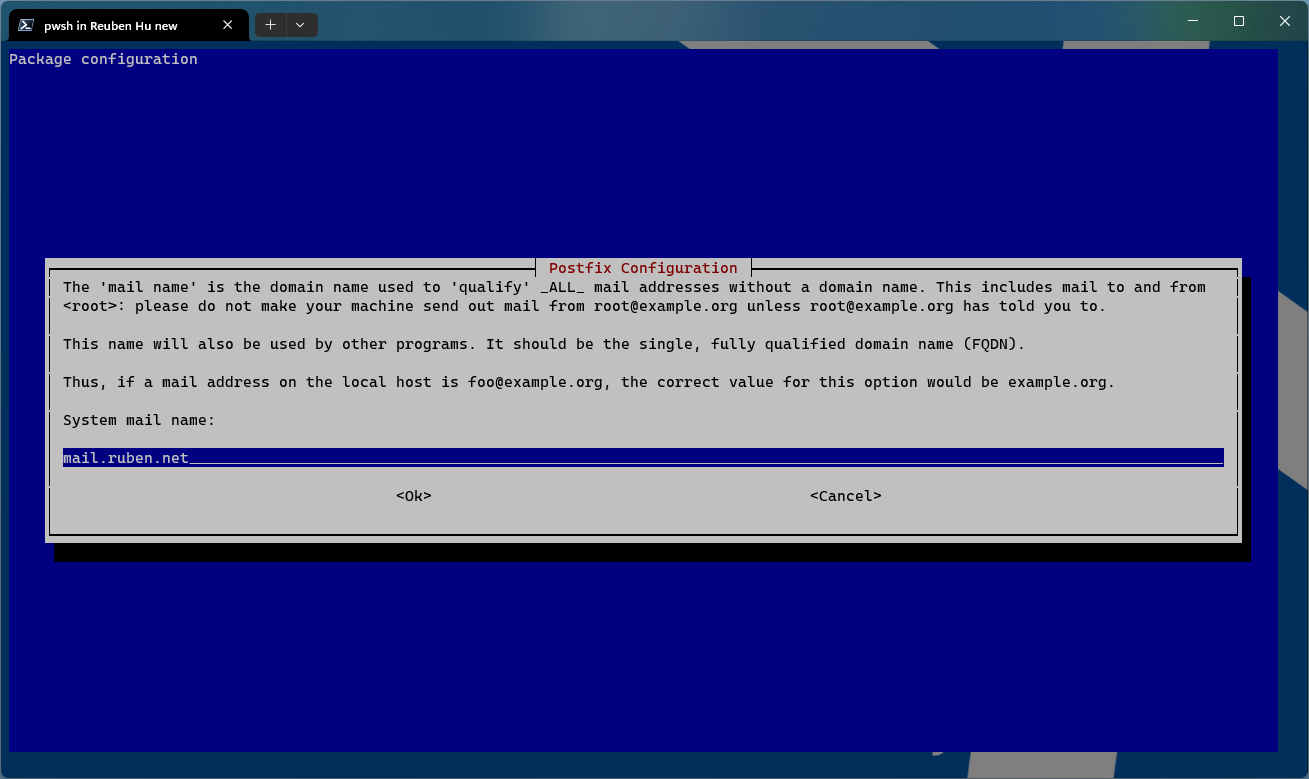 pwsh in Reuben Hu new
Package configuration
Postfix Configuration
The 'mail name' is the domain name used to 'qualify' _ALL_ mail addresses without a domain name. This includes mail to and from
<root>: please do not make your machine send out mail from root@example.org unless root@example.org has told you to.
This name will also be used by other programs. It should be the single, fully qualified domain name (FQDN).
Thus, if a mail address on the local host is foo@example.org, the correct value for this option would be example.org.
System mail name:
mail.ruben.net
<Ok> <Cancel>